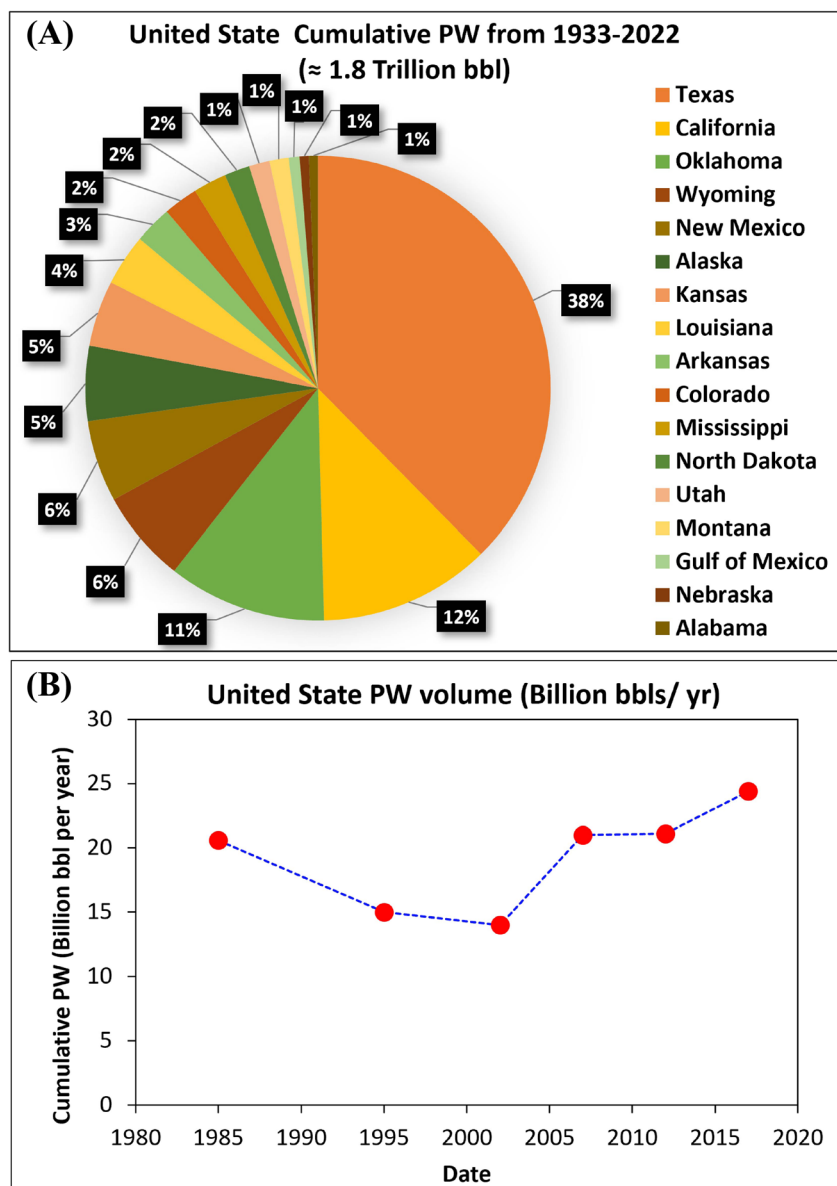 (A)
United State Cumulative PW from 1933-2022
(≈ 1.8 Trillion bbl)
1%
1%
1%
1%
1%
2%
2%
2%
3%
4%
5%
5%
6%
6%
11%
12%
38%
Texas
California
Oklahoma
Wyoming
New Mexico
Alaska
Kansas
Louisiana
Arkansas
Colorado
Mississippi
North Dakota
Utah
Montana
Gulf of Mexico
Nebraska
Alabama
(B)
United State PW volume (Billion bbls/ yr)
Cumulative PW (Billion bbl per year)
30
25
20
15
10
5
0
1980 1985 1990 1995 2000 2005 2010 2015 2020
Date